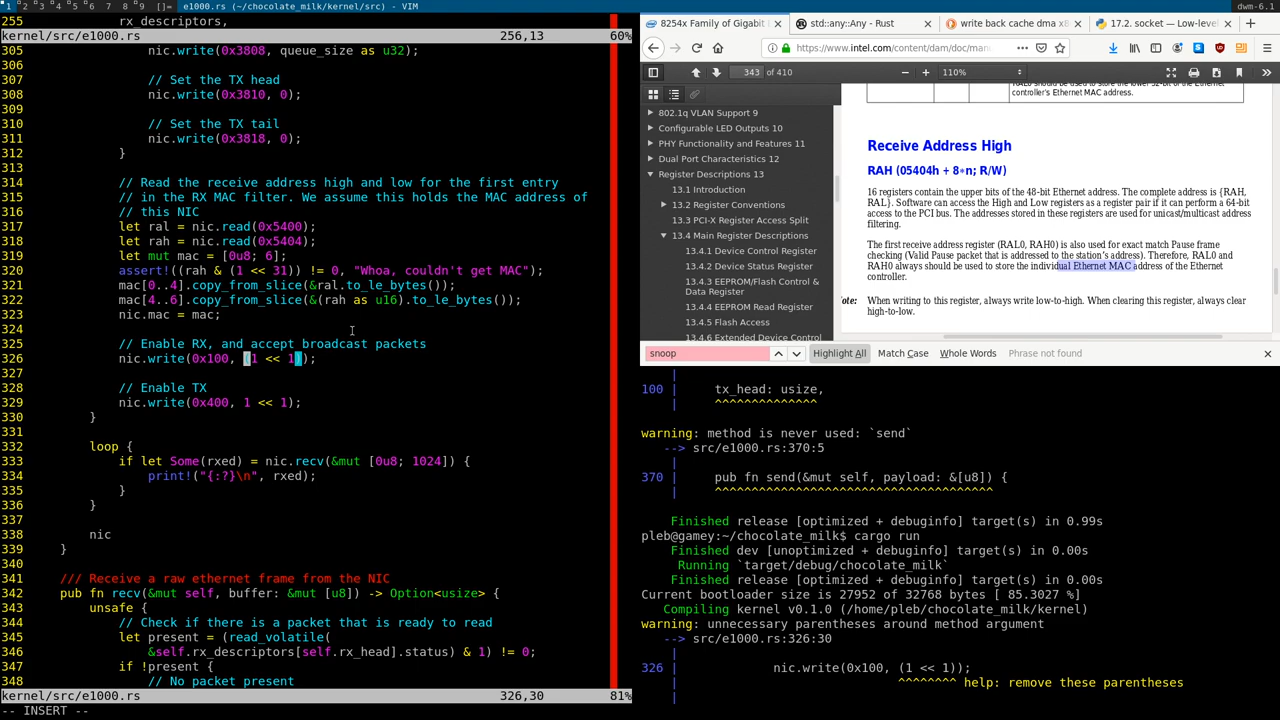 1 2 3 4 5 6 7 8 9 []= e1000.rs (~/chocolate_milk/kernel/src) - VIM dwm-6.1
255 rx_descriptors,
kernel/src/e1000.rs 256,13 60%
305 nic.write(0x3808, queue_size as u32);
306
307 // Set the TX head
308 nic.write(0x3810, 0);
309
310 // Set the TX tail
311 nic.write(0x3818, 0);
312 }
313
314 // Read the receive address high and low for the first entry
315 // in the RX MAC filter. We assume this holds the MAC address of
316 // this NIC
317 let ral = nic.read(0x5400);
318 let rah = nic.read(0x5404);
319 let mut mac = [0u8; 6];
320 assert!((rah & (1 << 31)) != 0, "Whoa, couldn't get MAC");
321 mac[0..4].copy_from_slice(&ral.to_le_bytes());
322 mac[4..6].copy_from_slice(&(rah as u16).to_le_bytes());
323 nic.mac = mac;
324
325 // Enable RX, and accept broadcast packets
326 nic.write(0x100, (1 << 1));
327
328 // Enable TX
329 nic.write(0x400, 1 << 1);
330 }
331
332 loop {
333 if let Some(rxed) = nic.recv(&mut [0u8; 1024]) {
334 print!("{:?}\n", rxed);
335 }
336 }
337
338 nic
339 }
340
341 /// Receive a raw ethernet frame from the NIC
342 pub fn recv(&mut self, buffer: &mut [u8]) -> Option<usize> {
343 unsafe {
344 // Check if there is a packet that is ready to read
345 let present = (read_volatile(
346 &self.rx_descriptors[self.rx_head].status) & 1) != 0;
347 if !present {
348 // No packet present
kernel/src/e1000.rs 326,30 81%
-- INSERT --
8254x Family of Gigabit std::any::Any - Rust write back cache dma x8 17.2. socket — Low-level
https://www.intel.com/content/dam/doc/man
343 of 410 110%
802.1q VLAN Support 9
Configurable LED Outputs 10
PHY Functionality and Features 11
Dual Port Characteristics 12
Register Descriptions 13
13.1 Introduction
13.2 Register Conventions
13.3 PCI-X Register Access Split
13.4 Main Register Descriptions
13.4.1 Device Control Register
13.4.2 Device Status Register
13.4.3 EEPROM/Flash Control &
Data Register
13.4.4 EEPROM Read Register
13.4.5 Flash Access
13.4.6 Extended Device Control
controller's Ethernet MAC address.
Receive Address High
RAH (05404h + 8*n; R/W)
16 registers contain the upper bits of the 48-bit Ethernet address. The complete address is {RAH,
RAL}. Software can access the High and Low registers as a register pair if it can perform a 64-bit
access to the PCI bus. The addresses stored in these registers are used for unicast/multicast address
filtering.
The first receive address register (RAL0, RAH0) is also used for exact match Pause frame
checking (Valid Pause packet that is addressed to the station's address). Therefore, RAL0 and
RAH0 always should be used to store the individual Ethernet MAC address of the Ethernet
controller.
ote: When writing to this register, always write low-to-high. When clearing this register, always clear
high-to-low.
snoop Highlight All Match Case Whole Words Phrase not found
|
100 | tx_head: usize,
| ^^^^^^^^^^^^^^
warning: method is never used: `send`
--> src/e1000.rs:370:5
|
370 | pub fn send(&mut self, payload: &[u8]) {
| ^^^^^^^^^^^^^^^^^^^^^^^^^^^^^^^^^^^^^^
Finished release [optimized + debuginfo] target(s) in 0.99s
pleb@gamey:~/chocolate_milk$ cargo run
Finished dev [unoptimized + debuginfo] target(s) in 0.00s
Running `target/debug/chocolate_milk`
Finished release [optimized + debuginfo] target(s) in 0.00s
Current bootloader size is 27952 of 32768 bytes [ 85.3027 %]
Compiling kernel v0.1.0 (/home/pleb/chocolate_milk/kernel)
warning: unnecessary parentheses around method argument
--> src/e1000.rs:326:30
|
326 | nic.write(0x100, (1 << 1));
| ^^^^^^^^ help: remove these parentheses